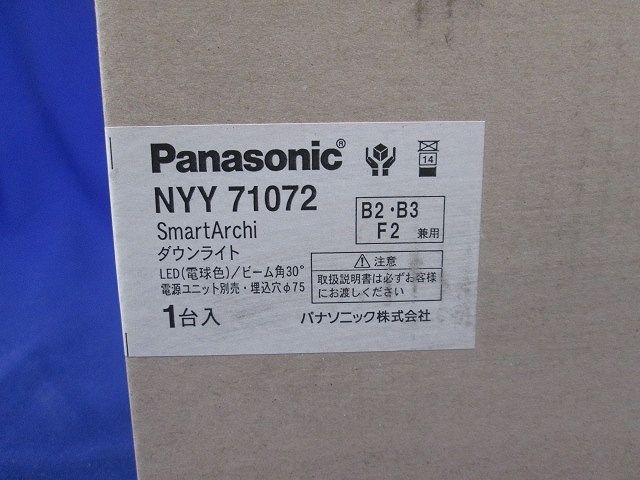 Panasonic®
14
NYY 71072
B2・B3
F2 兼用
SmartArchi
ダウンライト
LED(電球色)/ビーム角30°
電源ユニット別売・埋込穴φ75
1台入
⚠注意
取扱説明書は必ずお客様
にお渡しください
パナソニック株式会社